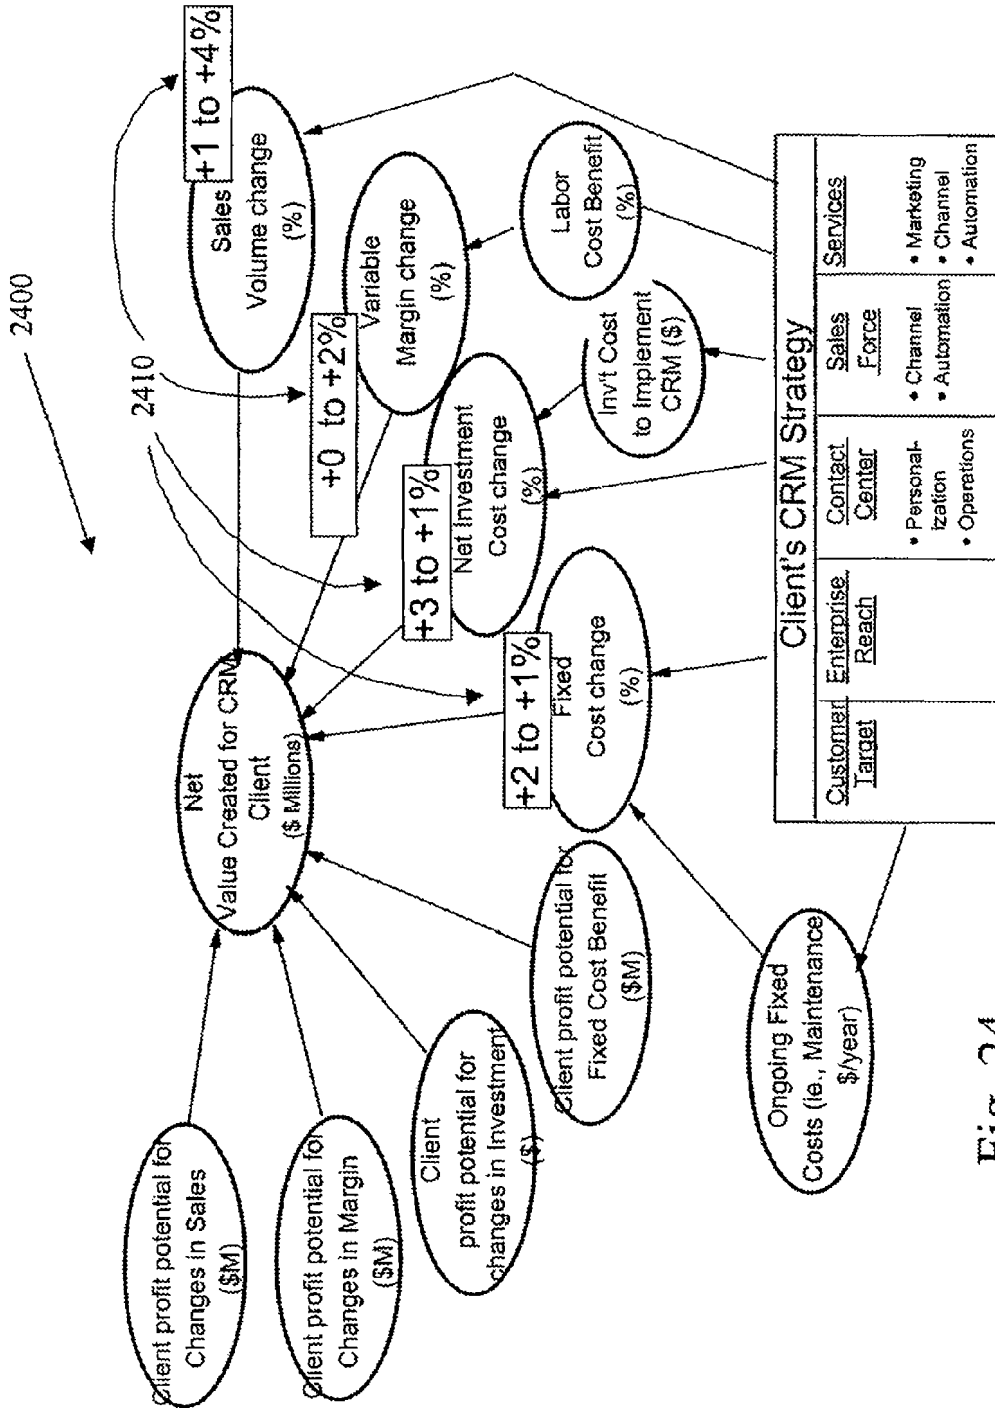 2400
2410
+1 to +4%
Sales
Volume change
(%)
+0 to +2%
Variable
Margin change
(%)
+3 to +1%
Net Investment
Cost change
(%)
+2 to +1%
Fixed
Cost change
(%)
Labor
Cost Benefit
(%)
Inv't Cost
to Implement
CRM ($)
Net
Value Created for CRM
Client
($ Millions)
Client profit potential for
Changes in Sales
($M)
Client profit potential for
Changes in Margin
($M)
Client
profit potential for
changes in Investment
($)
Client profit potential for
Fixed Cost Benefit
($M)
Ongoing Fixed
Costs (ie., Maintenance
$/year)
Client's CRM Strategy
Customer
Target
Enterprise
Reach
Contact
Center
• Personal-
ization
• Operations
Sales
Force
• Channel
• Automation
Services
• Marketing
• Channel
• Automation
Fig. 24